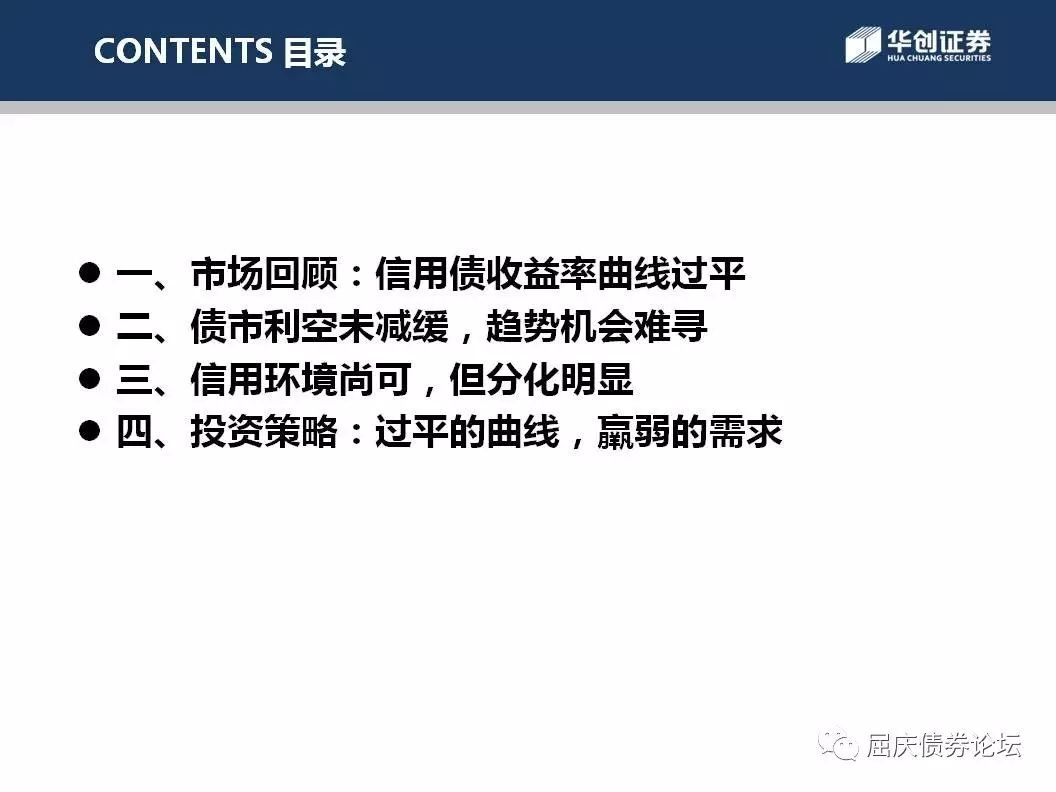 CONTENTS 目录
华创证券
HUA CHUANG SECURITIES
● 一、市场回顾：信用债收益率曲线过平
● 二、债市利空未减缓，趋势机会难寻
● 三、信用环境尚可，但分化明显
● 四、投资策略：过平的曲线，羸弱的需求
屈庆债券论坛